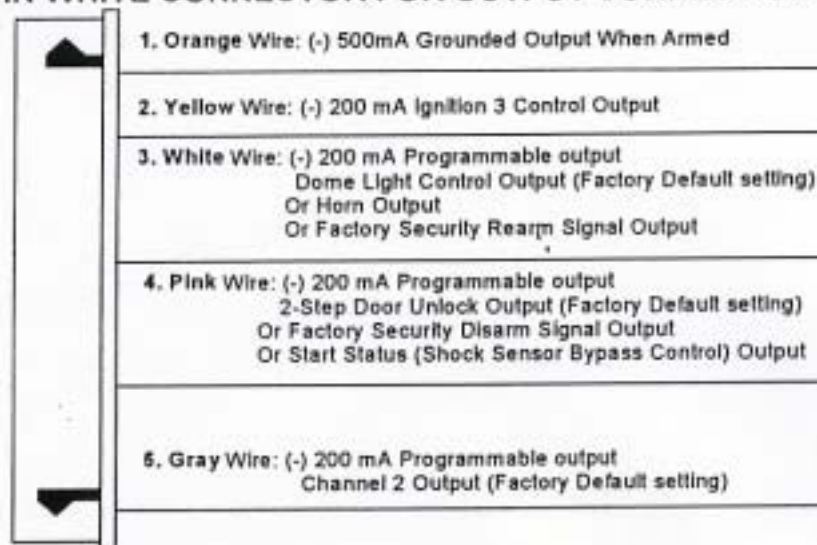 1. Orange Wire: (-) 500mA Grounded Output When Armed
2. Yellow Wire: (-) 200 mA Ignition 3 Control Output
3. White Wire: (-) 200 mA Programmable output
Dome Light Control Output (Factory Default setting)
Or Horn Output
Or Factory Security Rearm Signal Output
4. Pink Wire: (-) 200 mA Programmable output
2-Step Door Unlock Output (Factory Default setting)
Or Factory Security Disarm Signal Output
Or Start Status (Shock Sensor Bypass Control) Output
5. Gray Wire: (-) 200 mA Programmable output
Channel 2 Output (Factory Default setting)